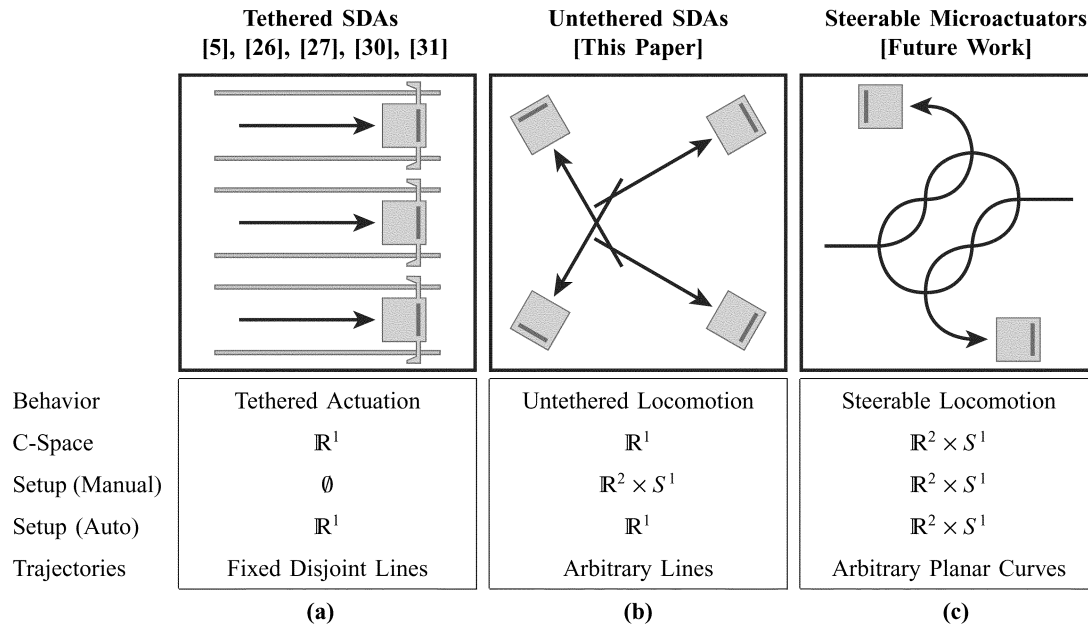 Tethered SDAs Untethered SDAs Steerable Microactuators
[5], [26], [27], [30], [31] [This Paper] [Future Work]
Behavior Tethered Actuation Untethered Locomotion Steerable Locomotion
C-Space ℝ¹ ℝ¹ ℝ² × S¹
Setup (Manual) ∅ ℝ² × S¹ ℝ² × S¹
Setup (Auto) ℝ¹ ℝ¹ ℝ² × S¹
Trajectories Fixed Disjoint Lines Arbitrary Lines Arbitrary Planar Curves
(a) (b) (c)